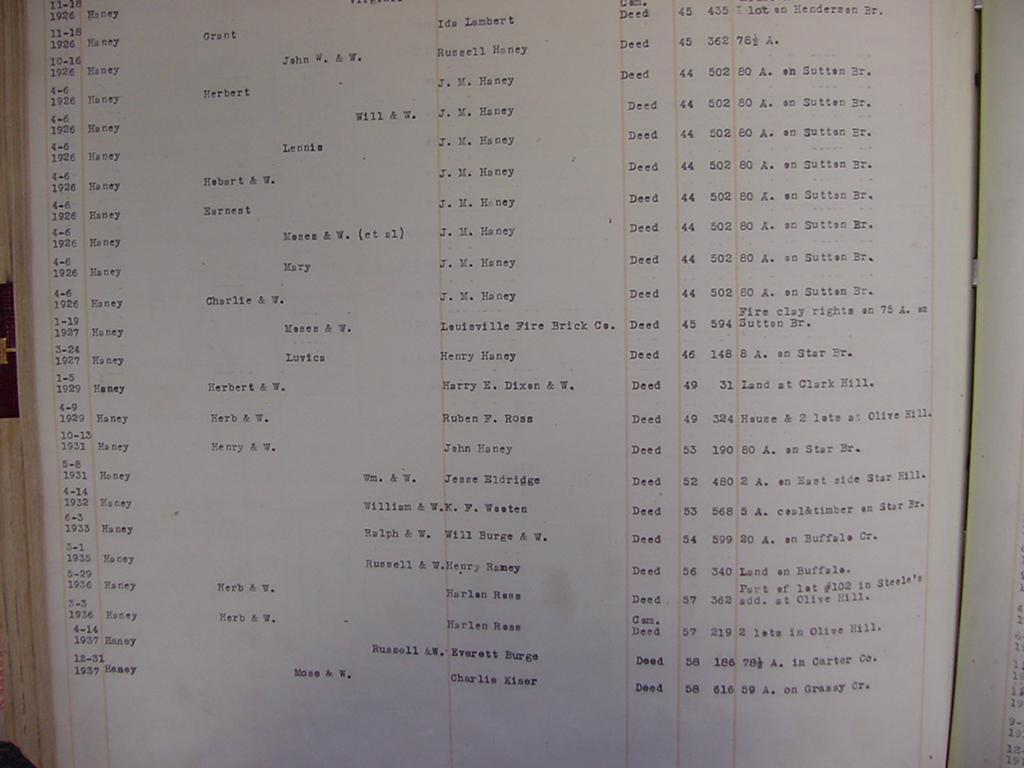 11-18
1926 Haney Virginia
11-18 Com.
1926 Haney Grant Ida Lambert Deed 45 435 1 lot on Henderson Br.
10-16
1926 Haney John W. & W. Russell Haney Deed 45 362 78½ A.
4-6
1926 Haney Herbert J. M. Haney Deed 44 502 80 A. on Sutton Br.
4-6
1926 Haney Will & W. J. M. Haney Deed 44 502 80 A. on Sutton Br.
4-6
1926 Haney Lennis J. M. Haney Deed 44 502 80 A. on Sutton Br.
4-6
1926 Haney Hobart & W. J. M. Haney Deed 44 502 80 A. on Sutton Br.
4-6
1926 Haney Earnest J. M. Haney Deed 44 502 80 A. on Sutton Br.
4-6
1926 Haney Moses & W. (et al) J. M. Haney Deed 44 502 80 A. on Sutton Br.
4-6
1926 Haney Mary J. M. Haney Deed 44 502 80 A. on Sutton Br.
4-6
1926 Haney Charlie & W. J. M. Haney Deed 44 502 80 A. on Sutton Br.
1-19 Fire clay rights on 75 A. on
1927 Haney Moses & W. Louisville Fire Brick Co. Deed 45 594 Sutton Br.
3-24
1927 Haney Luvica Henry Haney Deed 46 148 8 A. on Star Br.
1-5
1929 Haney Herbert & W. Harry E. Dixon & W. Deed 49 31 Land at Clark Hill.
4-9
1929 Haney Herb & W. Ruben F. Ross Deed 49 324 House & 2 lots at Olive Hill.
10-13
1931 Haney Henry & W. John Haney Deed 53 190 80 A. on Star Br.
5-8
1931 Haney Wm. & W. Jesse Eldridge Deed 52 480 2 A. on East side Star Hill.
4-14
1932 Haney William & W. K. F. Wooten Deed 53 568 5 A. coal&timber on Star Br.
6-3
1933 Haney Ralph & W. Will Burge & W. Deed 54 599 20 A. on Buffalo Cr.
3-1
1935 Haney Russell & W. Henry Ramey Deed 56 340 Land on Buffalo.
5-29 Part of lot #102 in Steele's
1936 Haney Herb & W. Harlen Ross Deed 57 362 add. at Olive Hill.
3-3 Com.
1936 Haney Herb & W. Harlen Ross Deed 57 219 2 lots in Olive Hill.
4-14
1937 Haney Russell &W. Everett Burge Deed 58 186 78½ A. in Carter Co.
12-31
1937 Haney Mose & W. Charlie Kiser Deed 58 616 59 A. on Grassy Cr.